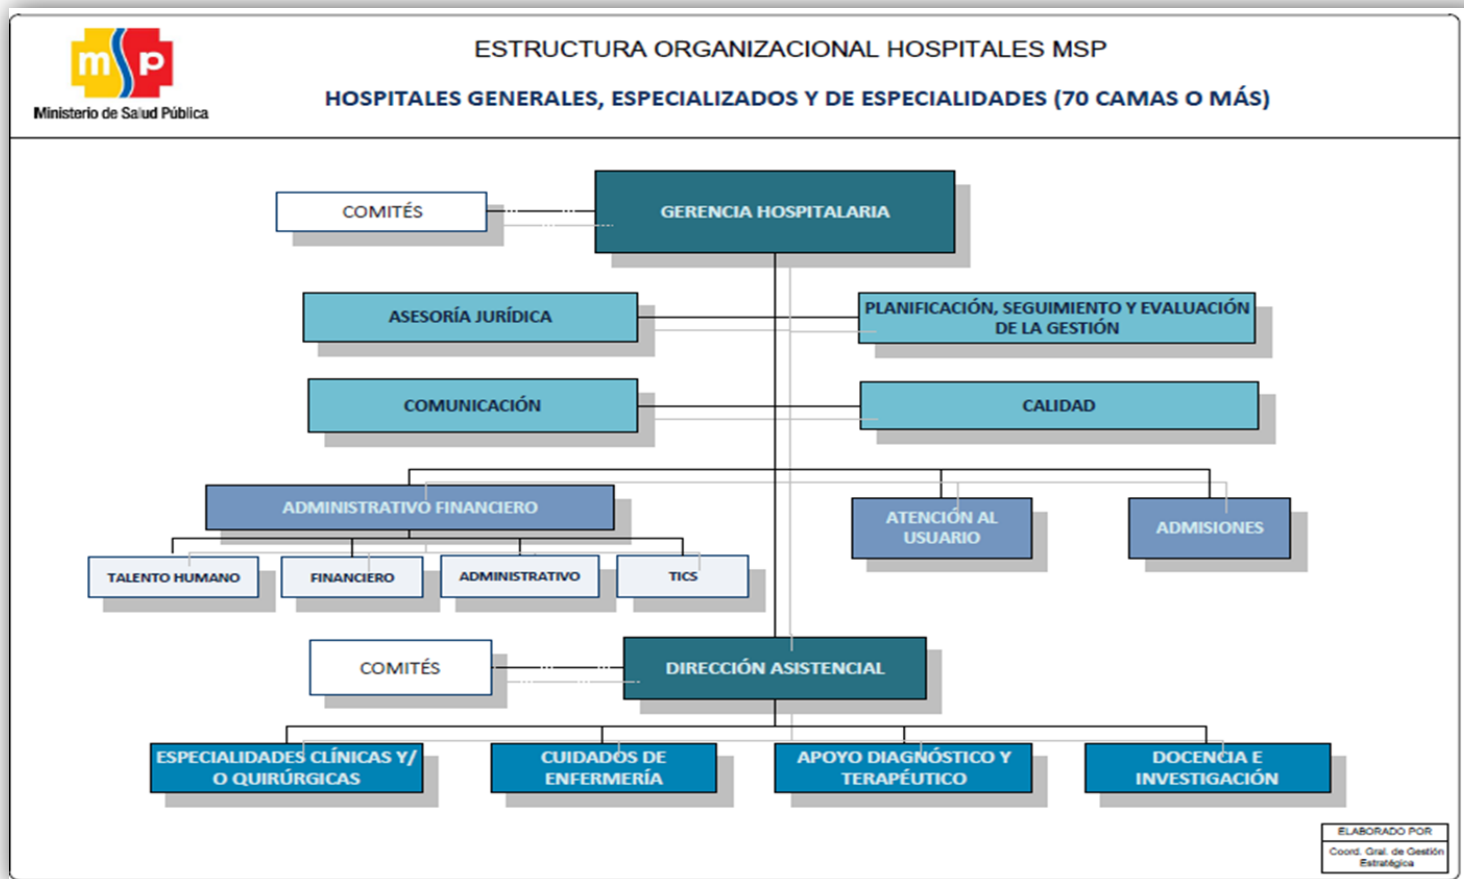 msp
Ministerio de Salud Pública
ESTRUCTURA ORGANIZACIONAL HOSPITALES MSP
HOSPITALES GENERALES, ESPECIALIZADOS Y DE ESPECIALIDADES (70 CAMAS O MÁS)
COMITÉS
GERENCIA HOSPITALARIA
ASESORÍA JURÍDICA
PLANIFICACIÓN, SEGUIMIENTO Y EVALUACIÓN
DE LA GESTIÓN
COMUNICACIÓN
CALIDAD
ADMINISTRATIVO FINANCIERO
ATENCIÓN AL
USUARIO
ADMISIONES
TALENTO HUMANO
FINANCIERO
ADMINISTRATIVO
TICS
COMITÉS
DIRECCIÓN ASISTENCIAL
ESPECIALIDADES CLÍNICAS Y/
O QUIRÚRGICAS
CUIDADOS DE
ENFERMERÍA
APOYO DIAGNÓSTICO Y
TERAPÉUTICO
DOCENCIA E
INVESTIGACIÓN
ELABORADO POR
Coord. Gral. de Gestión
Estratégica